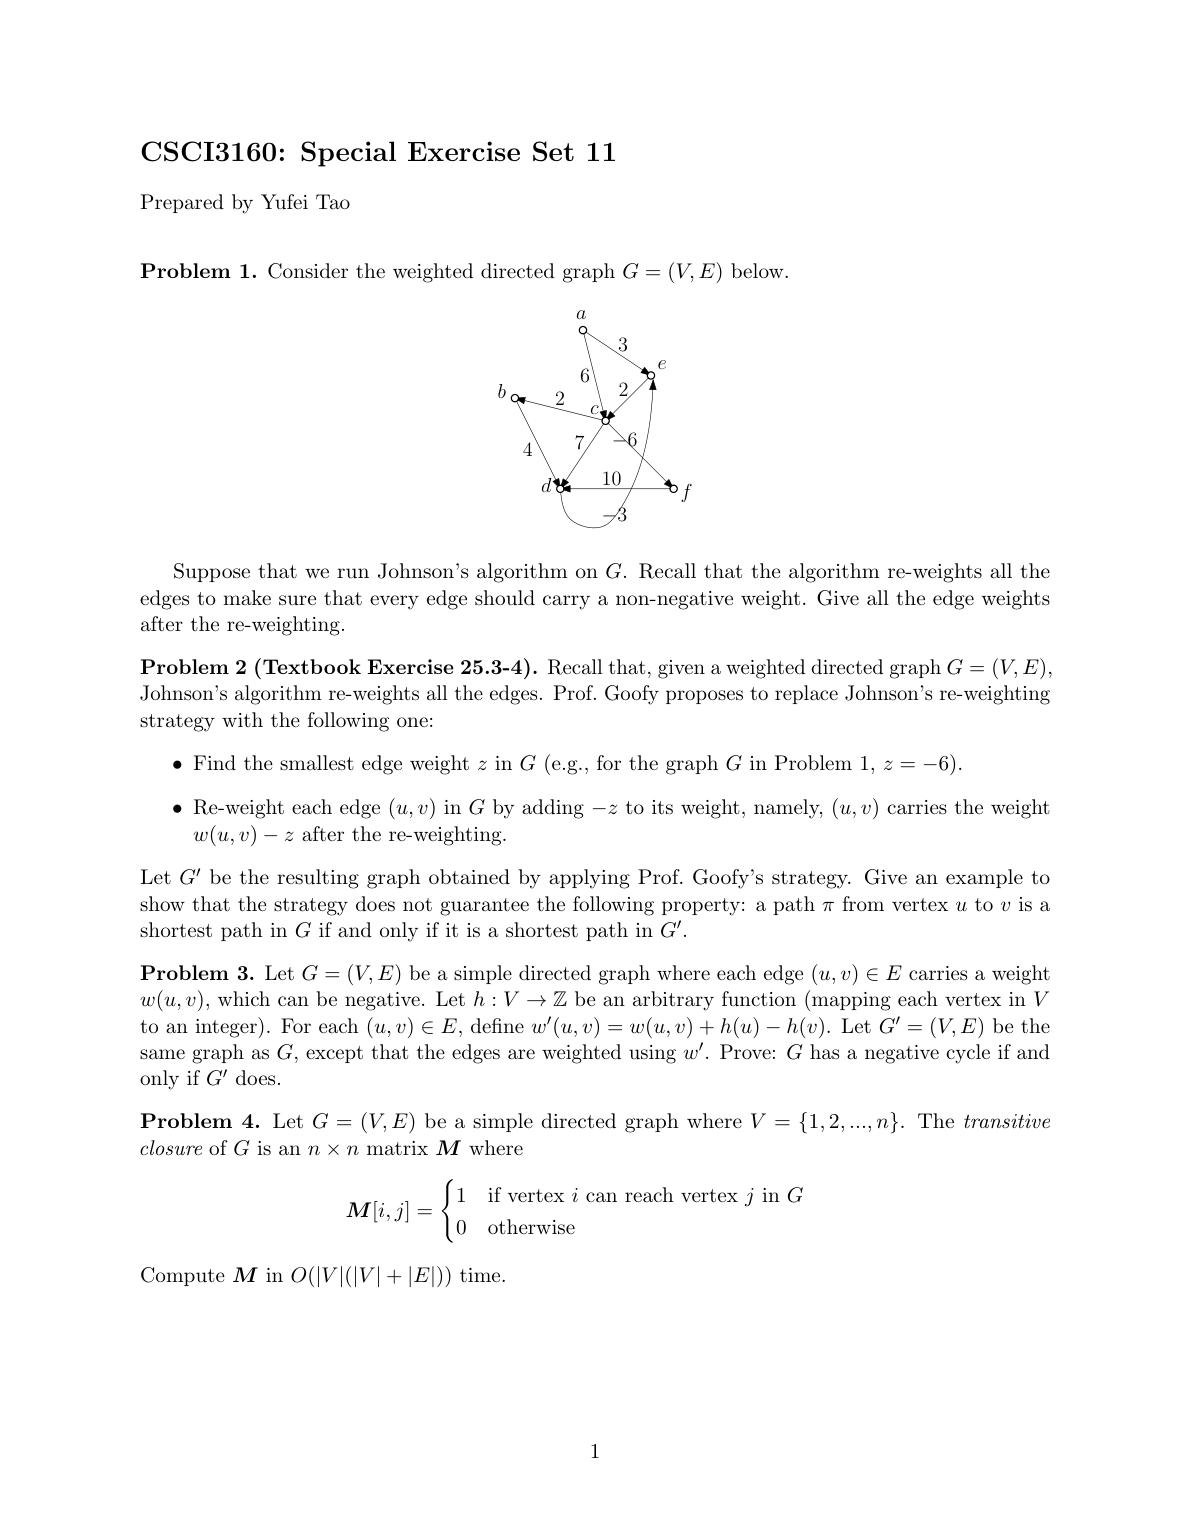 CSCI3160: Special Exercise Set 11
Prepared by Yufei Tao
Problem 1. Consider the weighted directed graph G = (V, E) below.
a
3
e
6
2
b
2
c
4
7
−6
10
d
f
−3
Suppose that we run Johnson's algorithm on G. Recall that the algorithm re-weights all the
edges to make sure that every edge should carry a non-negative weight. Give all the edge weights
after the re-weighting.
Problem 2 (Textbook Exercise 25.3-4). Recall that, given a weighted directed graph G = (V, E),
Johnson's algorithm re-weights all the edges. Prof. Goofy proposes to replace Johnson's re-weighting
strategy with the following one:
• Find the smallest edge weight z in G (e.g., for the graph G in Problem 1, z = −6).
• Re-weight each edge (u, v) in G by adding −z to its weight, namely, (u, v) carries the weight
w(u, v) − z after the re-weighting.
Let G′ be the resulting graph obtained by applying Prof. Goofy's strategy. Give an example to
show that the strategy does not guarantee the following property: a path π from vertex u to v is a
shortest path in G if and only if it is a shortest path in G′.
Problem 3. Let G = (V, E) be a simple directed graph where each edge (u, v) ∈ E carries a weight
w(u, v), which can be negative. Let h : V → ℤ be an arbitrary function (mapping each vertex in V
to an integer). For each (u, v) ∈ E, define w′(u, v) = w(u, v) + h(u) − h(v). Let G′ = (V, E) be the
same graph as G, except that the edges are weighted using w′. Prove: G has a negative cycle if and
only if G′ does.
Problem 4. Let G = (V, E) be a simple directed graph where V = {1, 2, ..., n}. The transitive
closure of G is an n × n matrix M where
M[i, j] = { 1 if vertex i can reach vertex j in G
0 otherwise
Compute M in O(|V|(|V| + |E|)) time.
1